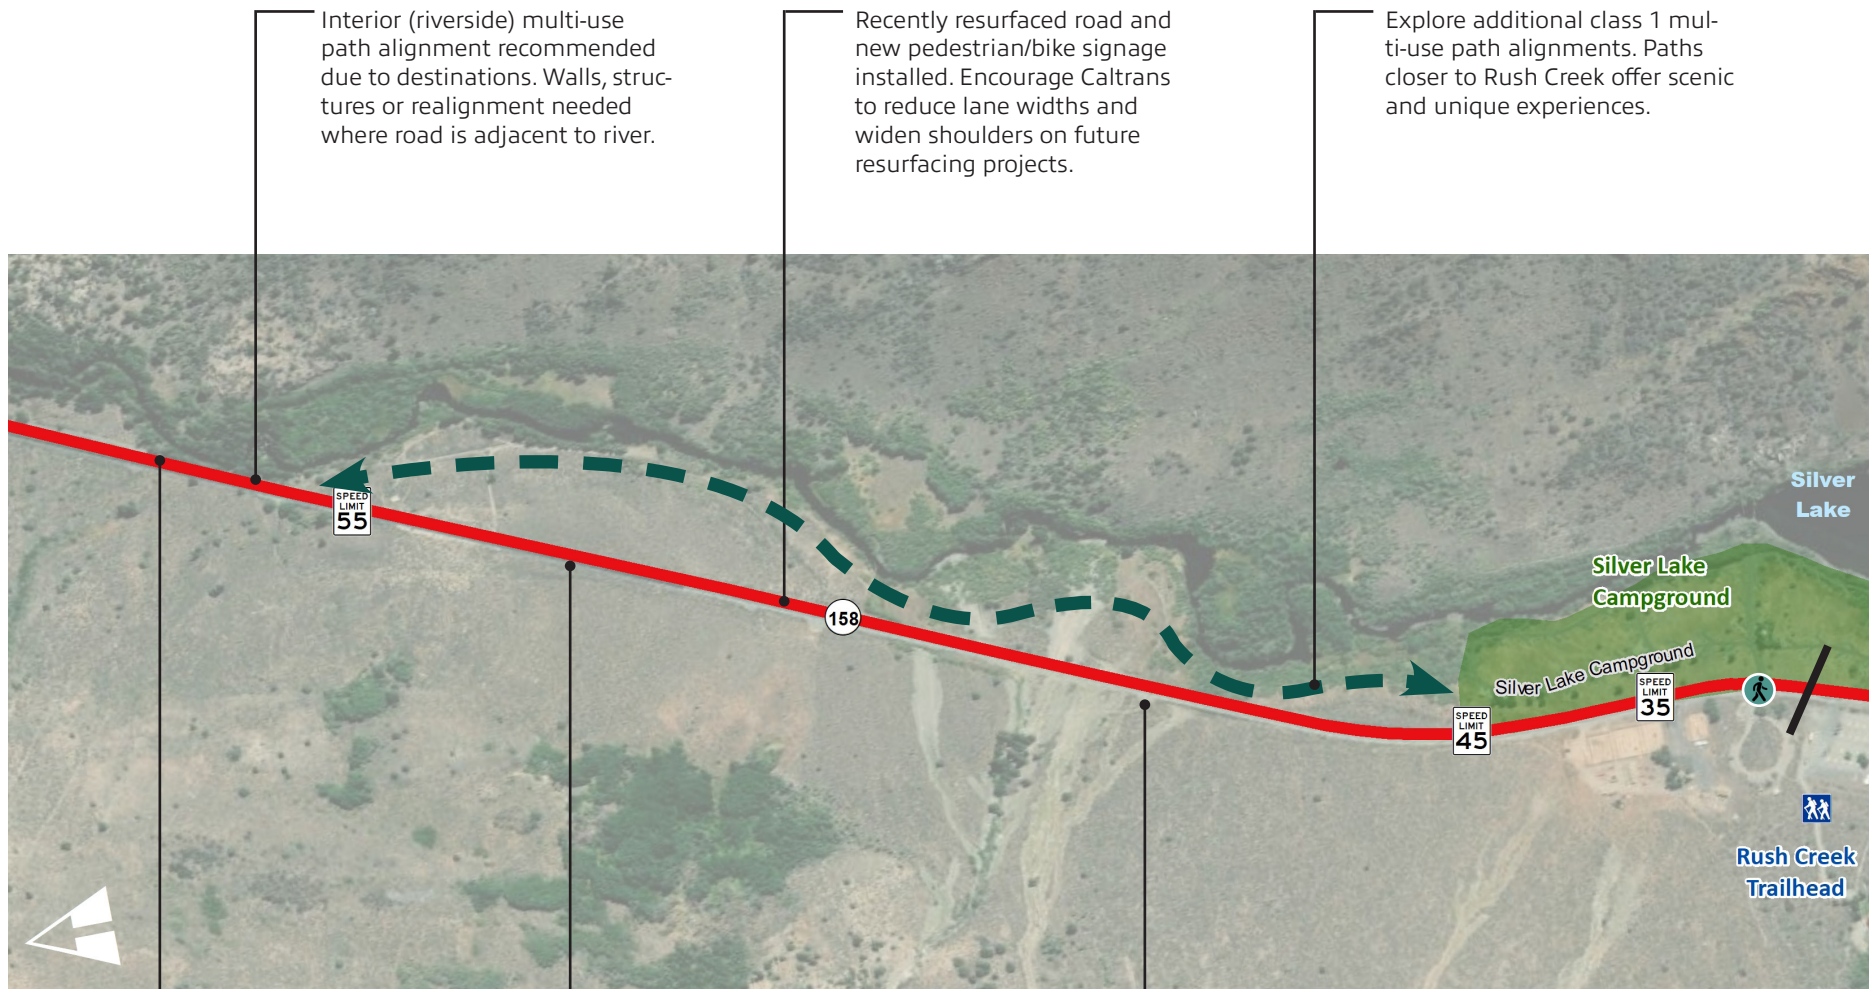 Interior (riverside) multi-use
path alignment recommended
due to destinations. Walls, struc-
tures or realignment needed
where road is adjacent to river.
Recently resurfaced road and
new pedestrian/bike signage
installed. Encourage Caltrans
to reduce lane widths and
widen shoulders on future
resurfacing projects.
Explore additional class 1 mul-
ti-use path alignments. Paths
closer to Rush Creek offer scenic
and unique experiences.
Silver
Lake
SPEED
LIMIT
55
158
Silver Lake
Campground
Silver Lake Campground
SPEED
LIMIT
35
SPEED
LIMIT
45
Rush Creek
Trailhead